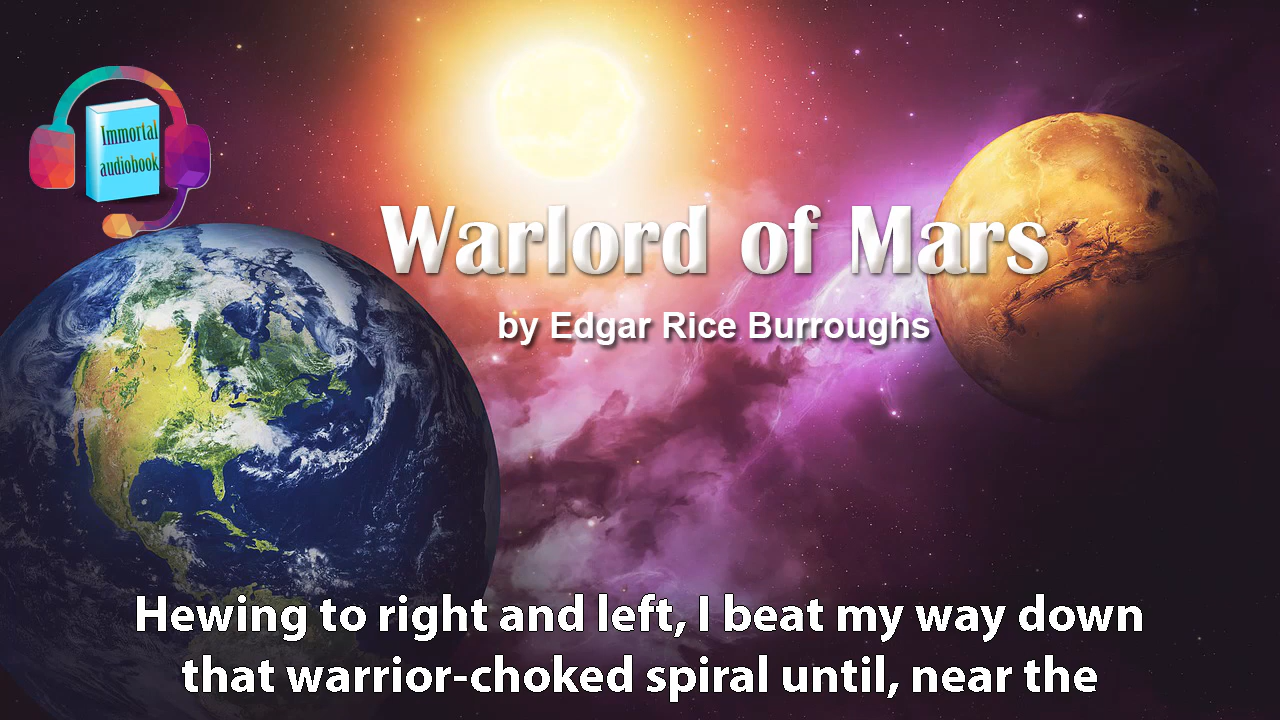 Immortal
audiobook
Warlord of Mars
by Edgar Rice Burroughs
Hewing to right and left, I beat my way down
that warrior-choked spiral until, near the